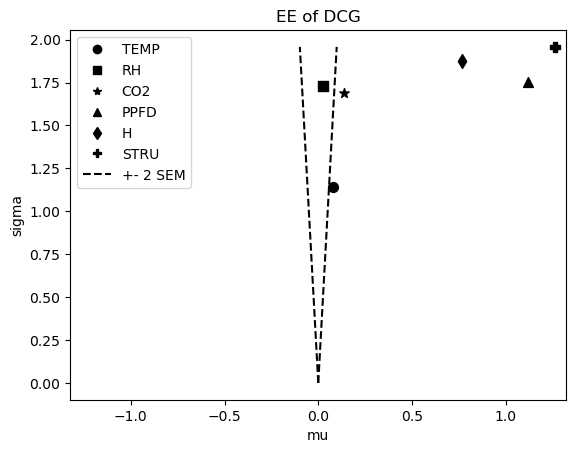 EE of DCG
2.00
1.75
1.50
1.25
1.00
0.75
0.50
0.25
0.00
sigma
TEMP
RH
CO2
PPFD
H
STRU
+- 2 SEM
−1.0
−0.5
0.0
0.5
1.0
mu